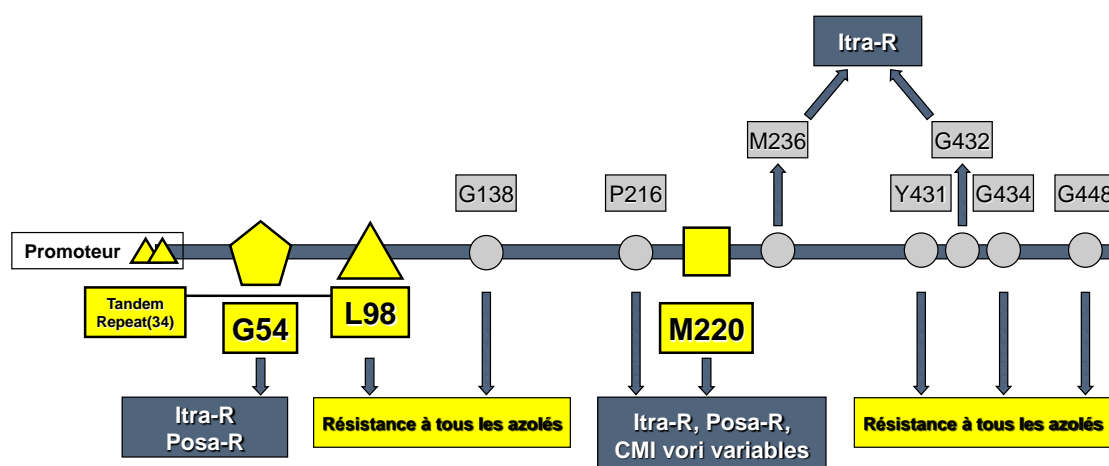 Itra-R
M236
G432
G138
P216
Y431
G434
G448
Promoteur
Tandem
Repeat(34)
G54
L98
M220
Itra-R
Posa-R
Résistance à tous les azolés
Itra-R, Posa-R,
CMI vori variables
Résistance à tous les azolés